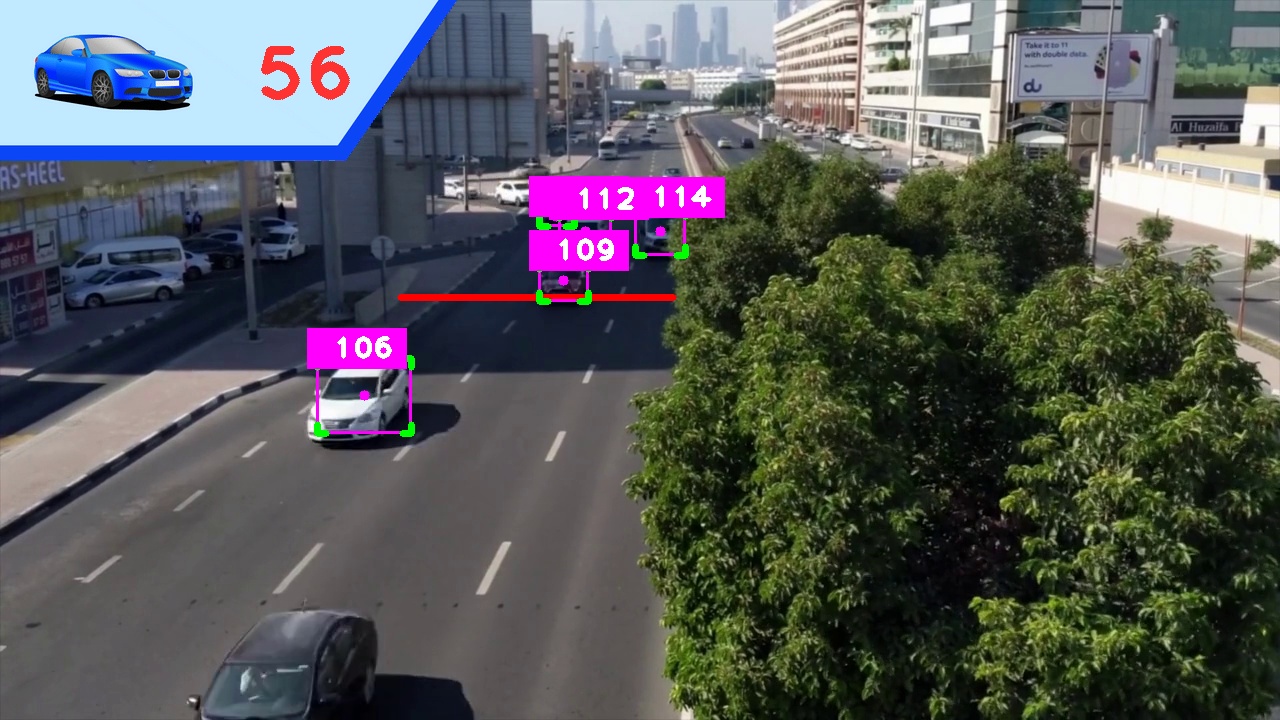 56
AS-HEEL
Take it to 11
with double data.
du
Al Huzaifa
112
114
109
106